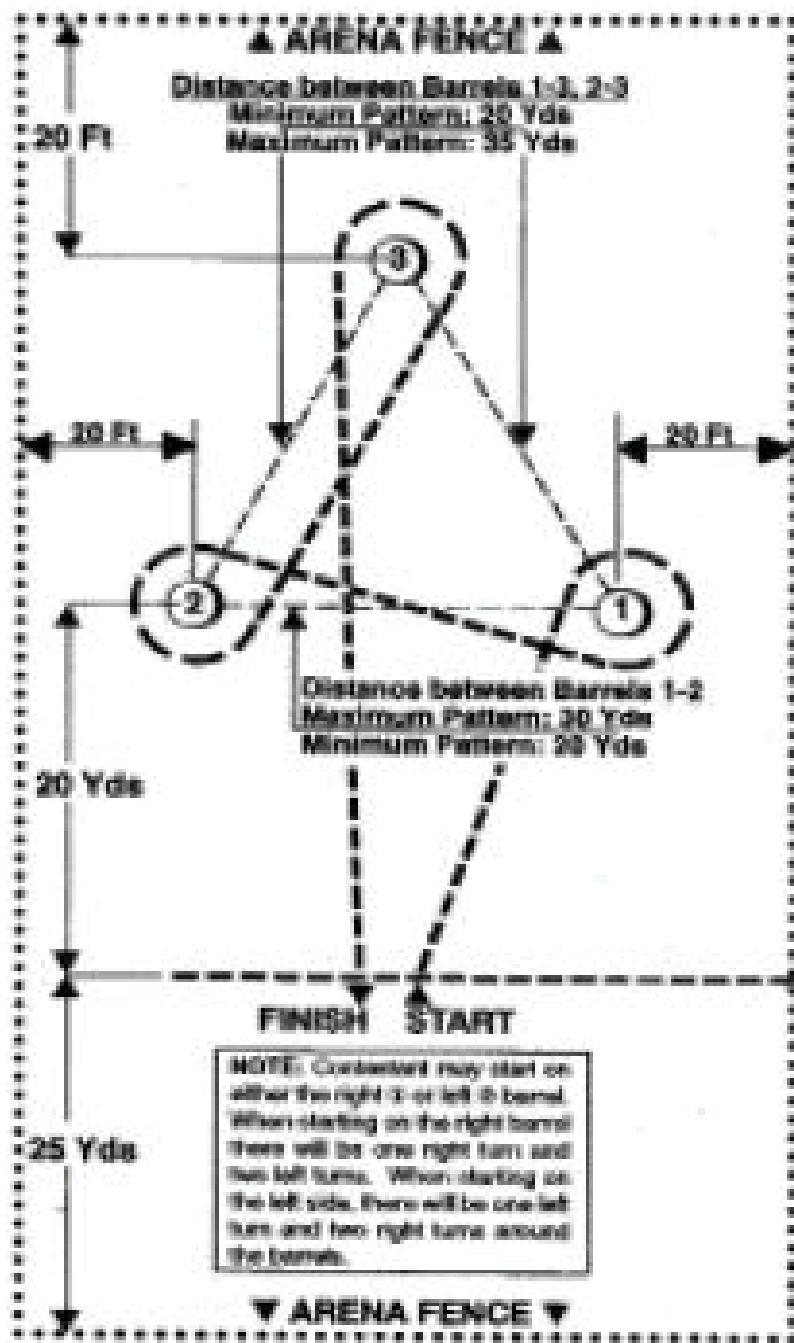 ▲ ARENA FENCE ▲
Distance between Barrels 1-3, 2-3
Minimum Pattern: 20 Yds
Maximum Pattern: 35 Yds
20 Ft
3
20 Ft
20 Ft
2
1
Distance between Barrels 1-2
Maximum Pattern: 30 Yds
Minimum Pattern: 20 Yds
20 Yds
FINISH START
NOTE: Contestant may start on
either the right ① or left ② barrel.
When starting on the right barrel
there will be one right turn and
two left turns. When starting on
the left side, there will be one left
turn and two right turns around
the barrels.
25 Yds
▼ ARENA FENCE ▼